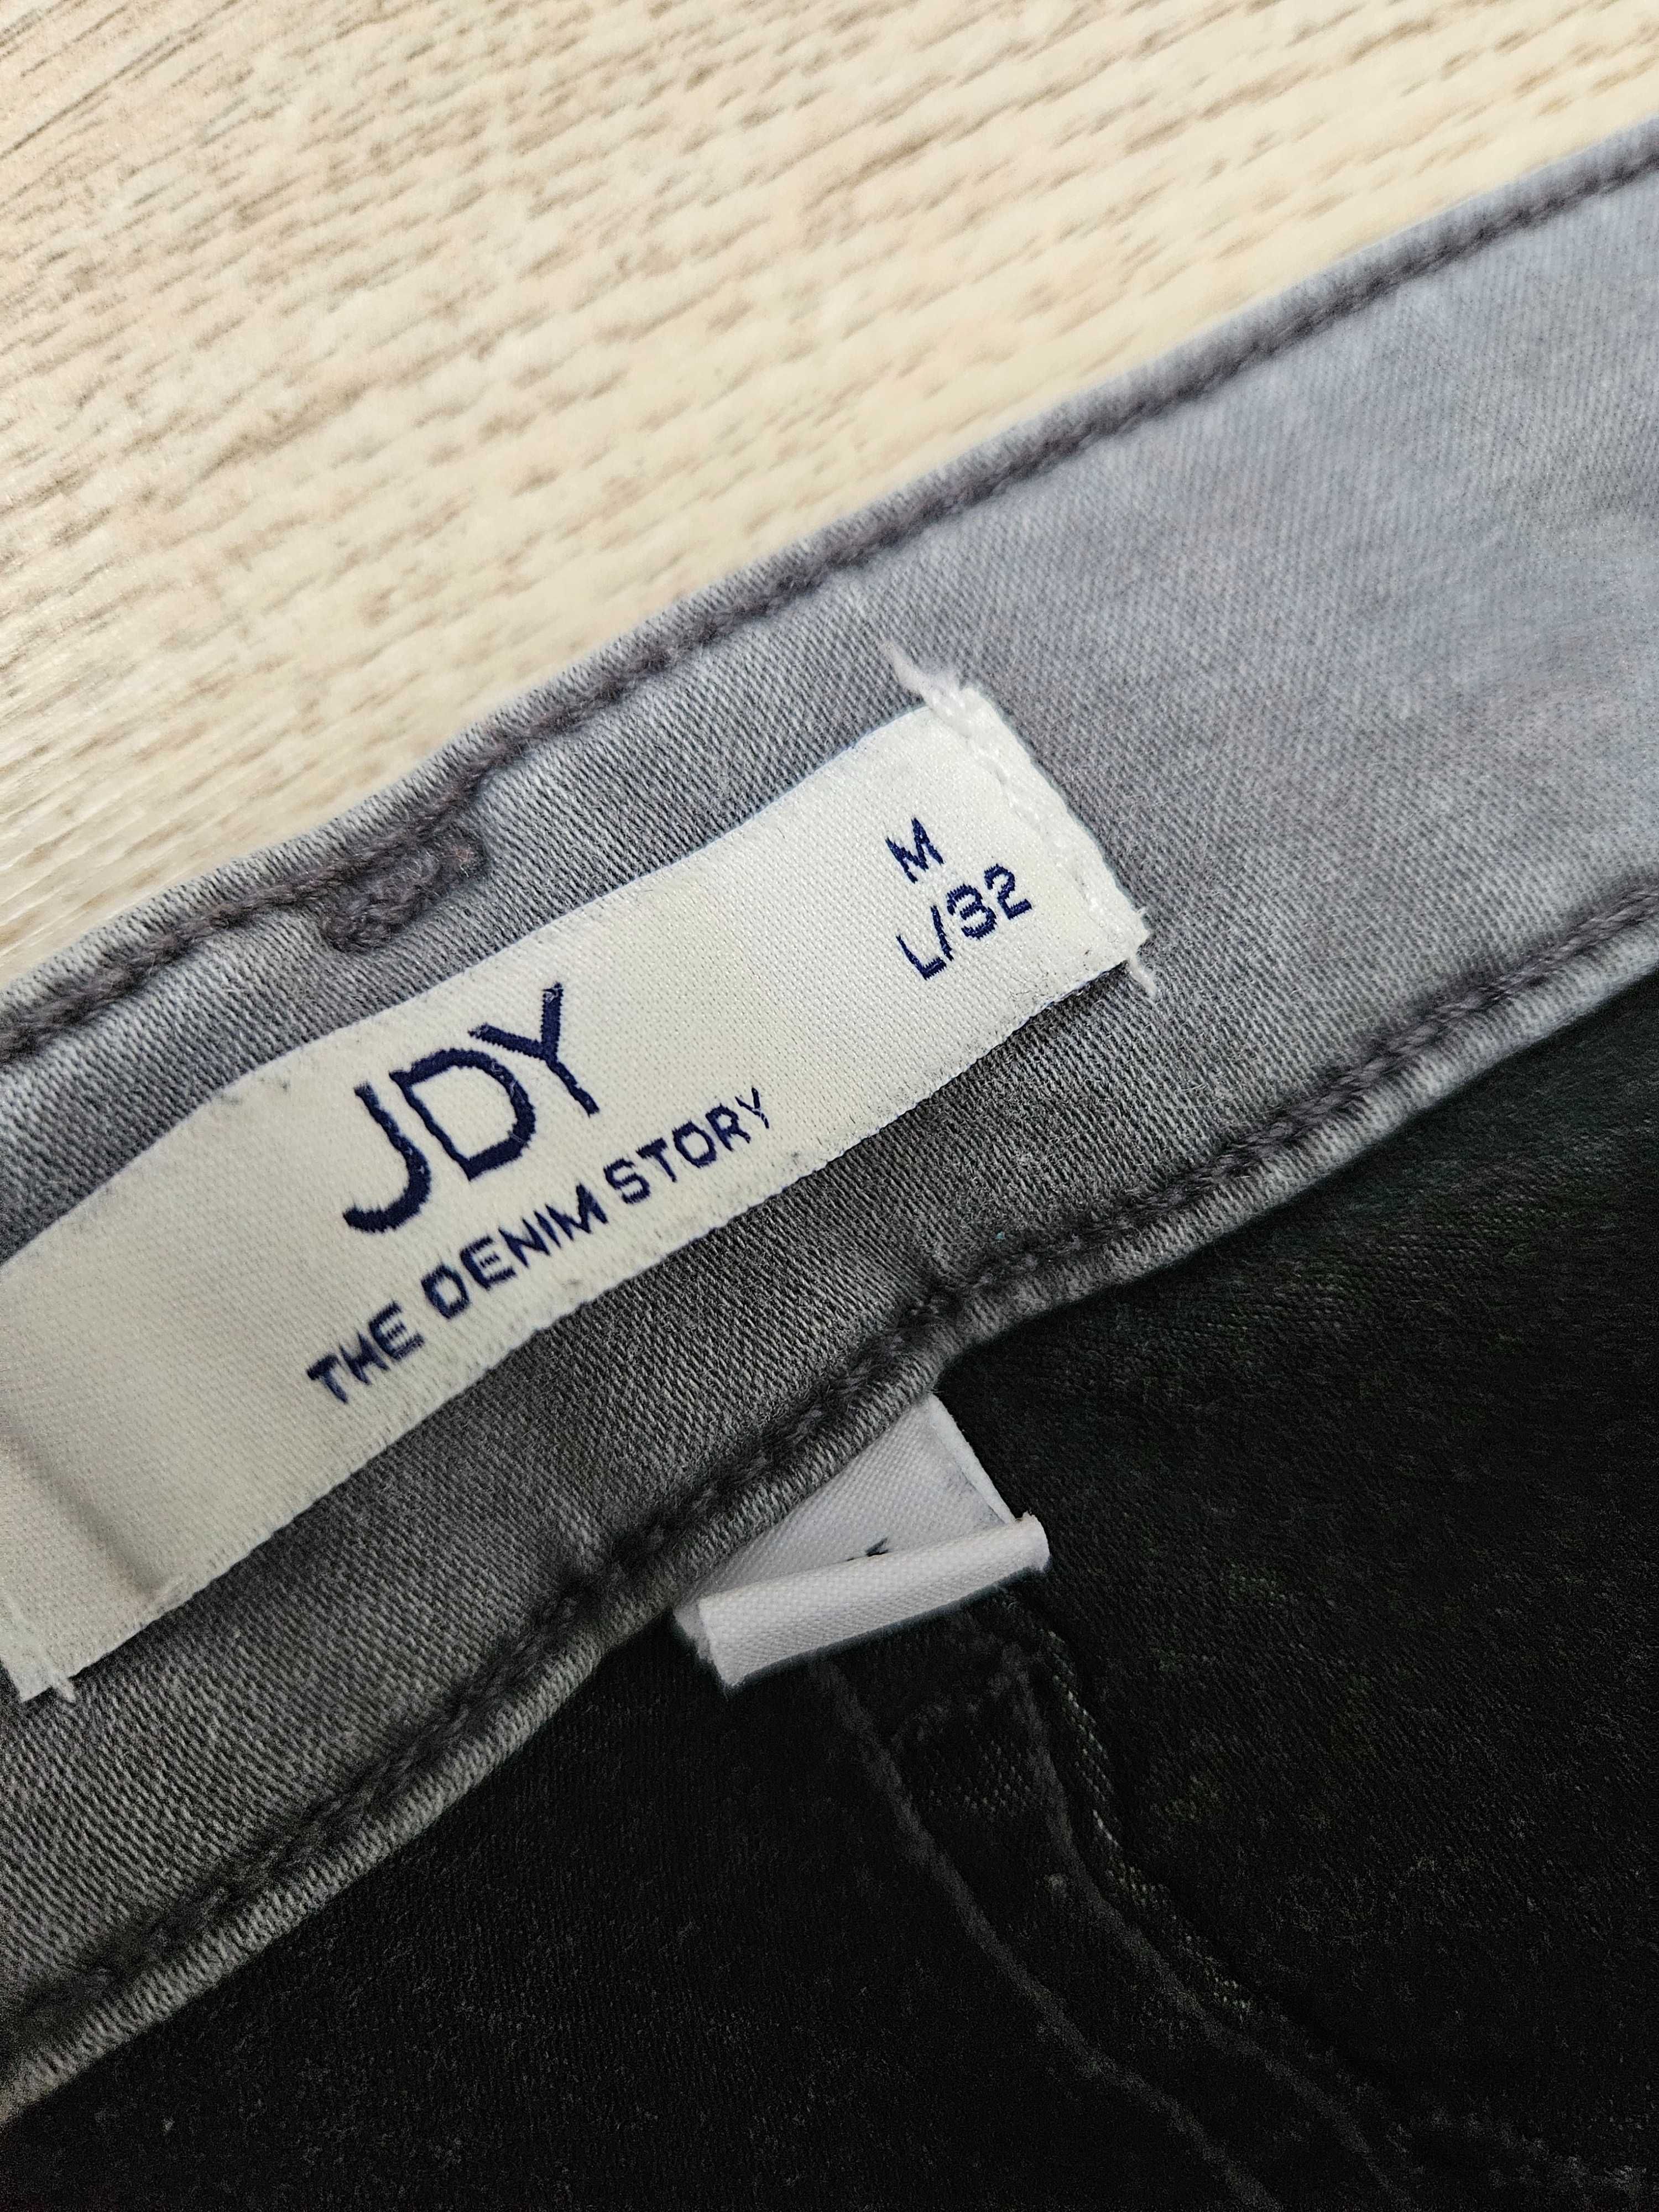 JDY
THE DENIM STORY
M
L/32